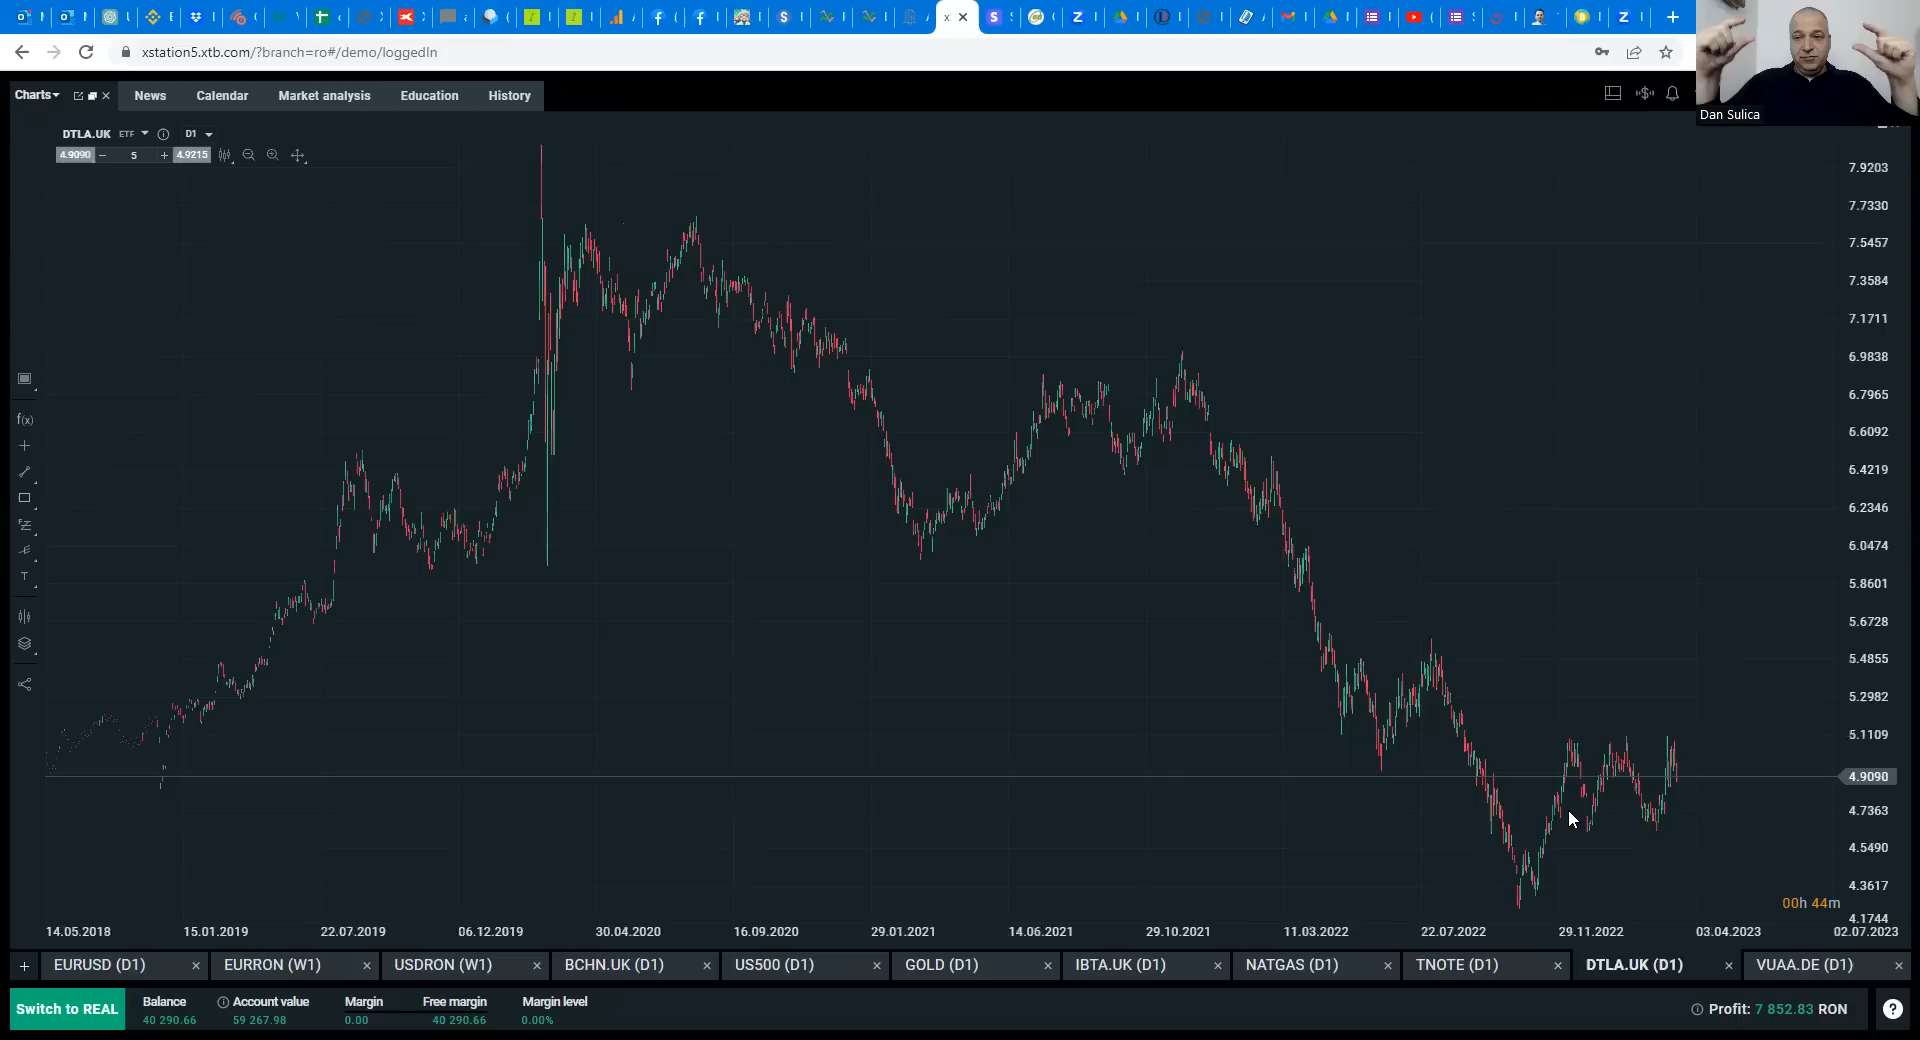 xstation5.xtb.com/?branch=ro#/demo/loggedIn
Dan Sulica
Charts News Calendar Market analysis Education History
DTLA.UK ETF D1
4.9090 – 5 + 4.9215
7.9203
7.7330
7.5457
7.3584
7.1711
6.9838
6.7965
6.6092
6.4219
6.2346
6.0474
5.8601
5.6728
5.4855
5.2982
5.1109
4.9090
4.7363
4.5490
4.3617
4.1744
f(x)
T
00h 44m
14.05.2018 15.01.2019 22.07.2019 06.12.2019 30.04.2020 16.09.2020 29.01.2021 14.06.2021 29.10.2021 11.03.2022 22.07.2022 29.11.2022 03.04.2023 02.07.2023
+ EURUSD (D1) × EURRON (W1) × USDRON (W1) × BCHN.UK (D1) × US500 (D1) × GOLD (D1) × IBTA.UK (D1) × NATGAS (D1) × TNOTE (D1) × DTLA.UK (D1) × VUAA.DE (D1) ×
Switch to REAL
Balance Account value Margin Free margin Margin level
40 290.66 59 267.98 0.00 40 290.66 0.00%
Profit: 7 852.83 RON ?